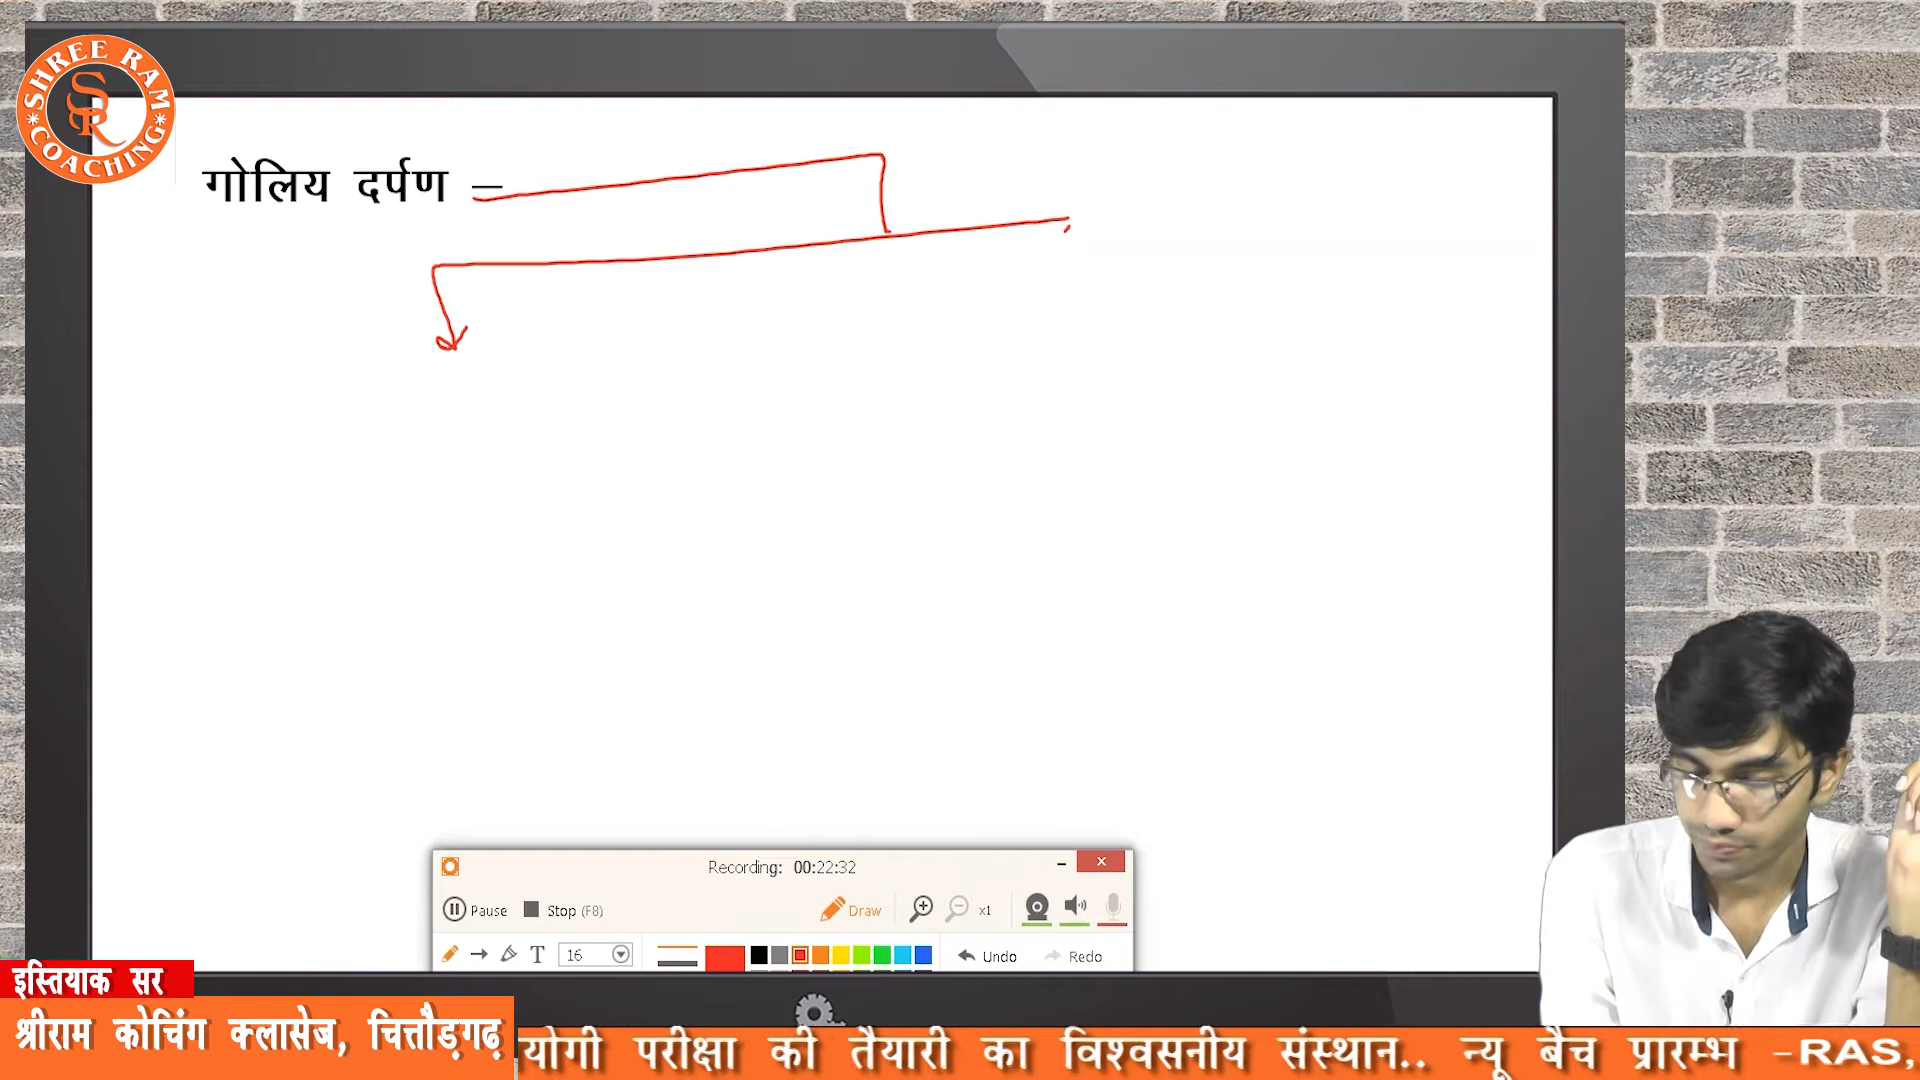 SHREE RAM
SR
COACHING
गोलिय दर्पण –
Recording: 00:22:32
Pause Stop (F8) Draw x1
T 16 Undo Redo
इस्तियाक सर
श्रीराम कोचिंग क्लासेज, चित्तौड़गढ़
योगी परीक्षा की तैयारी का विश्वसनीय संस्थान.. न्यू बैच प्रारम्भ -RAS,